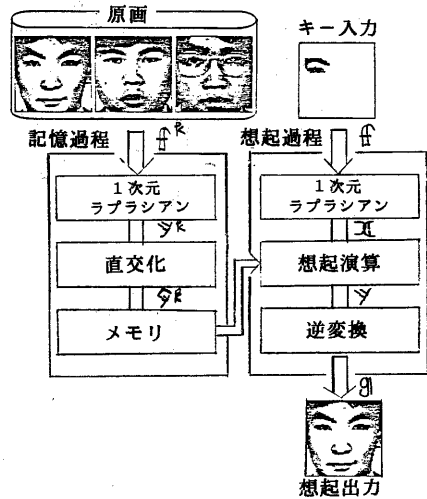 原画
キー入力
記憶過程
f^k
想起過程
f
1次元
ラプラシアン
y^k
直交化
ŷ^k
メモリ
1次元
ラプラシアン
x
想起演算
y
逆変換
g
想起出力